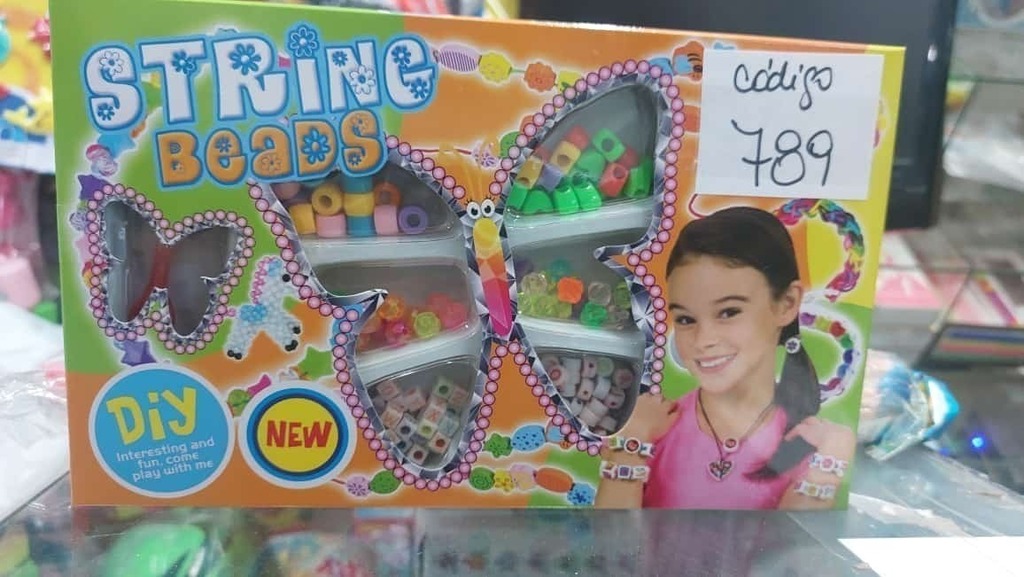 STRING
BEADS
código
789
DiY
Interesting and
fun, come
play with me
NEW